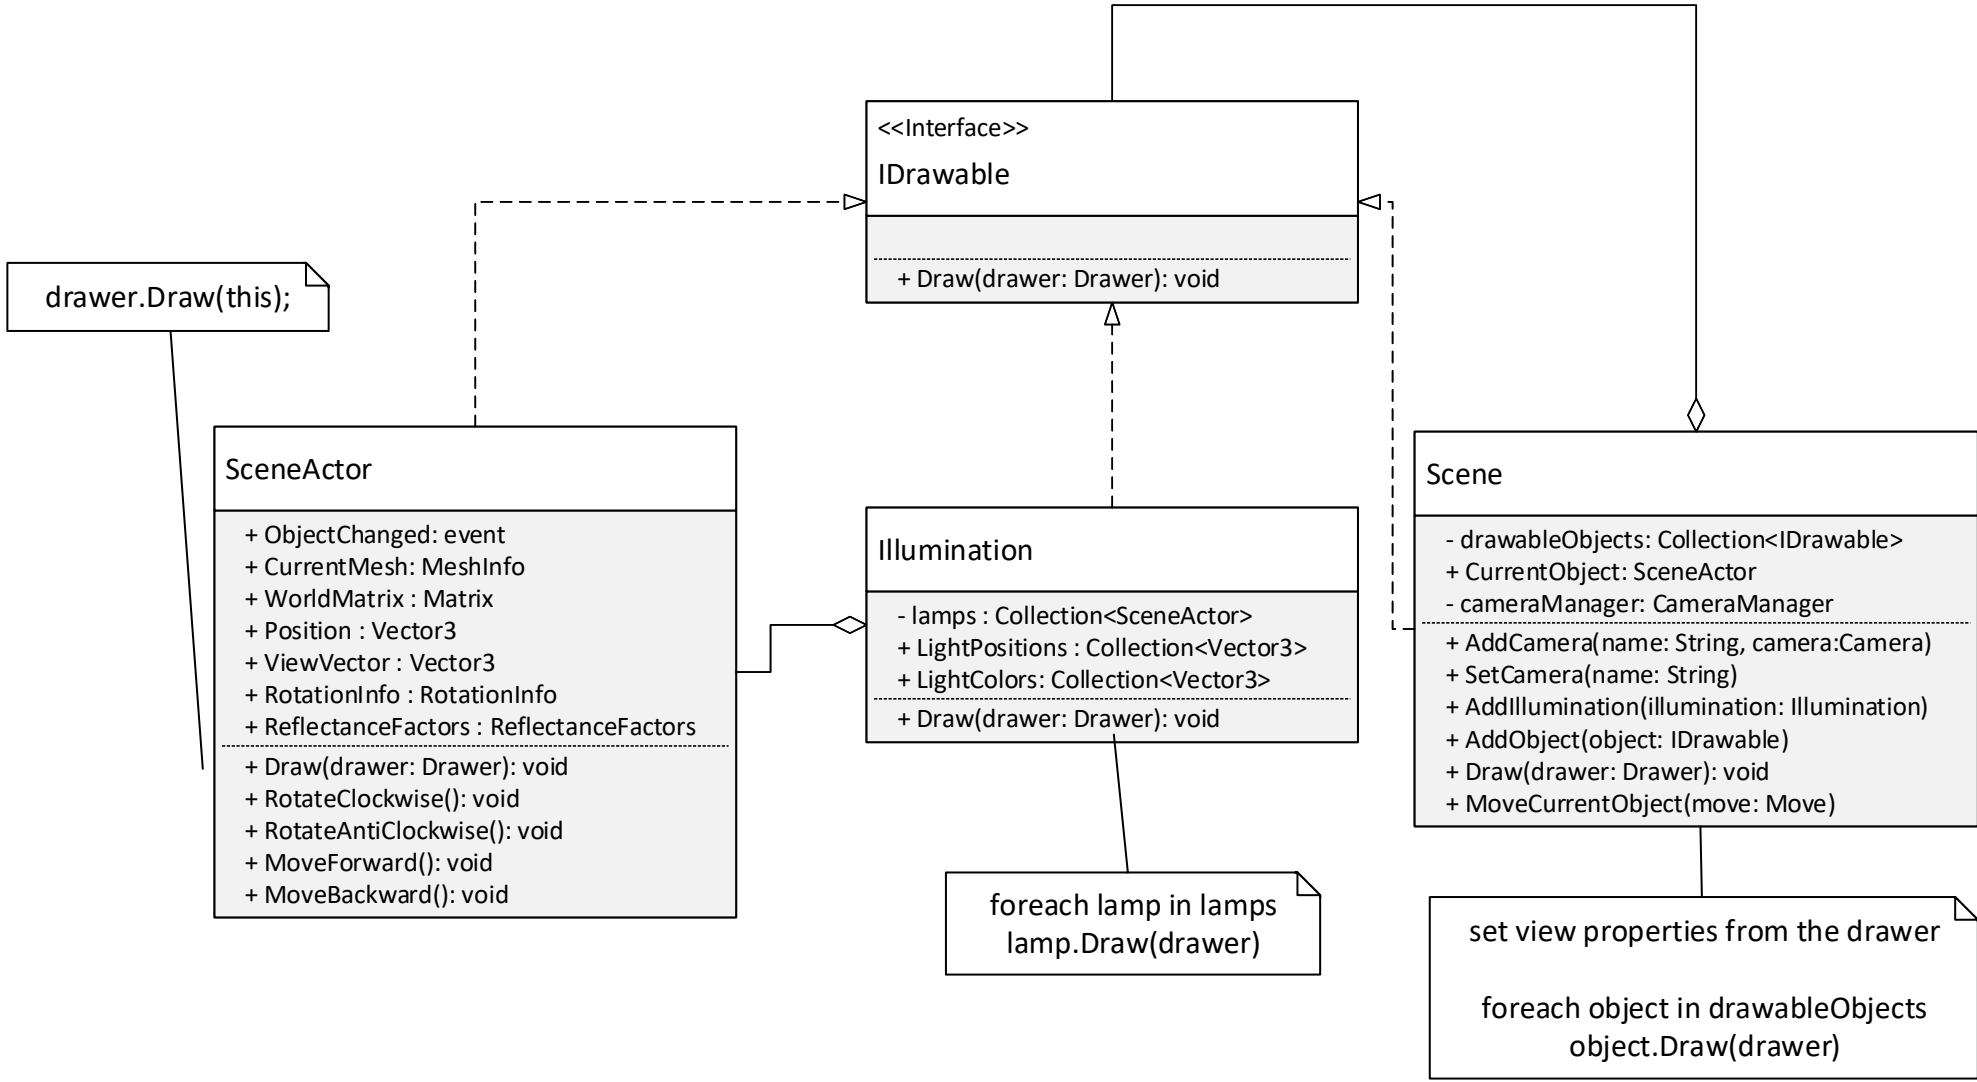 <<Interface>>
IDrawable
+ Draw(drawer: Drawer): void
drawer.Draw(this);
SceneActor
+ ObjectChanged: event
+ CurrentMesh: MeshInfo
+ WorldMatrix : Matrix
+ Position : Vector3
+ ViewVector : Vector3
+ RotationInfo : RotationInfo
+ ReflectanceFactors : ReflectanceFactors
+ Draw(drawer: Drawer): void
+ RotateClockwise(): void
+ RotateAntiClockwise(): void
+ MoveForward(): void
+ MoveBackward(): void
Illumination
- lamps : Collection<SceneActor>
+ LightPositions : Collection<Vector3>
+ LightColors: Collection<Vector3>
+ Draw(drawer: Drawer): void
foreach lamp in lamps
lamp.Draw(drawer)
Scene
- drawableObjects: Collection<IDrawable>
+ CurrentObject: SceneActor
- cameraManager: CameraManager
+ AddCamera(name: String, camera:Camera)
+ SetCamera(name: String)
+ AddIllumination(illumination: Illumination)
+ AddObject(object: IDrawable)
+ Draw(drawer: Drawer): void
+ MoveCurrentObject(move: Move)
set view properties from the drawer
foreach object in drawableObjects
object.Draw(drawer)